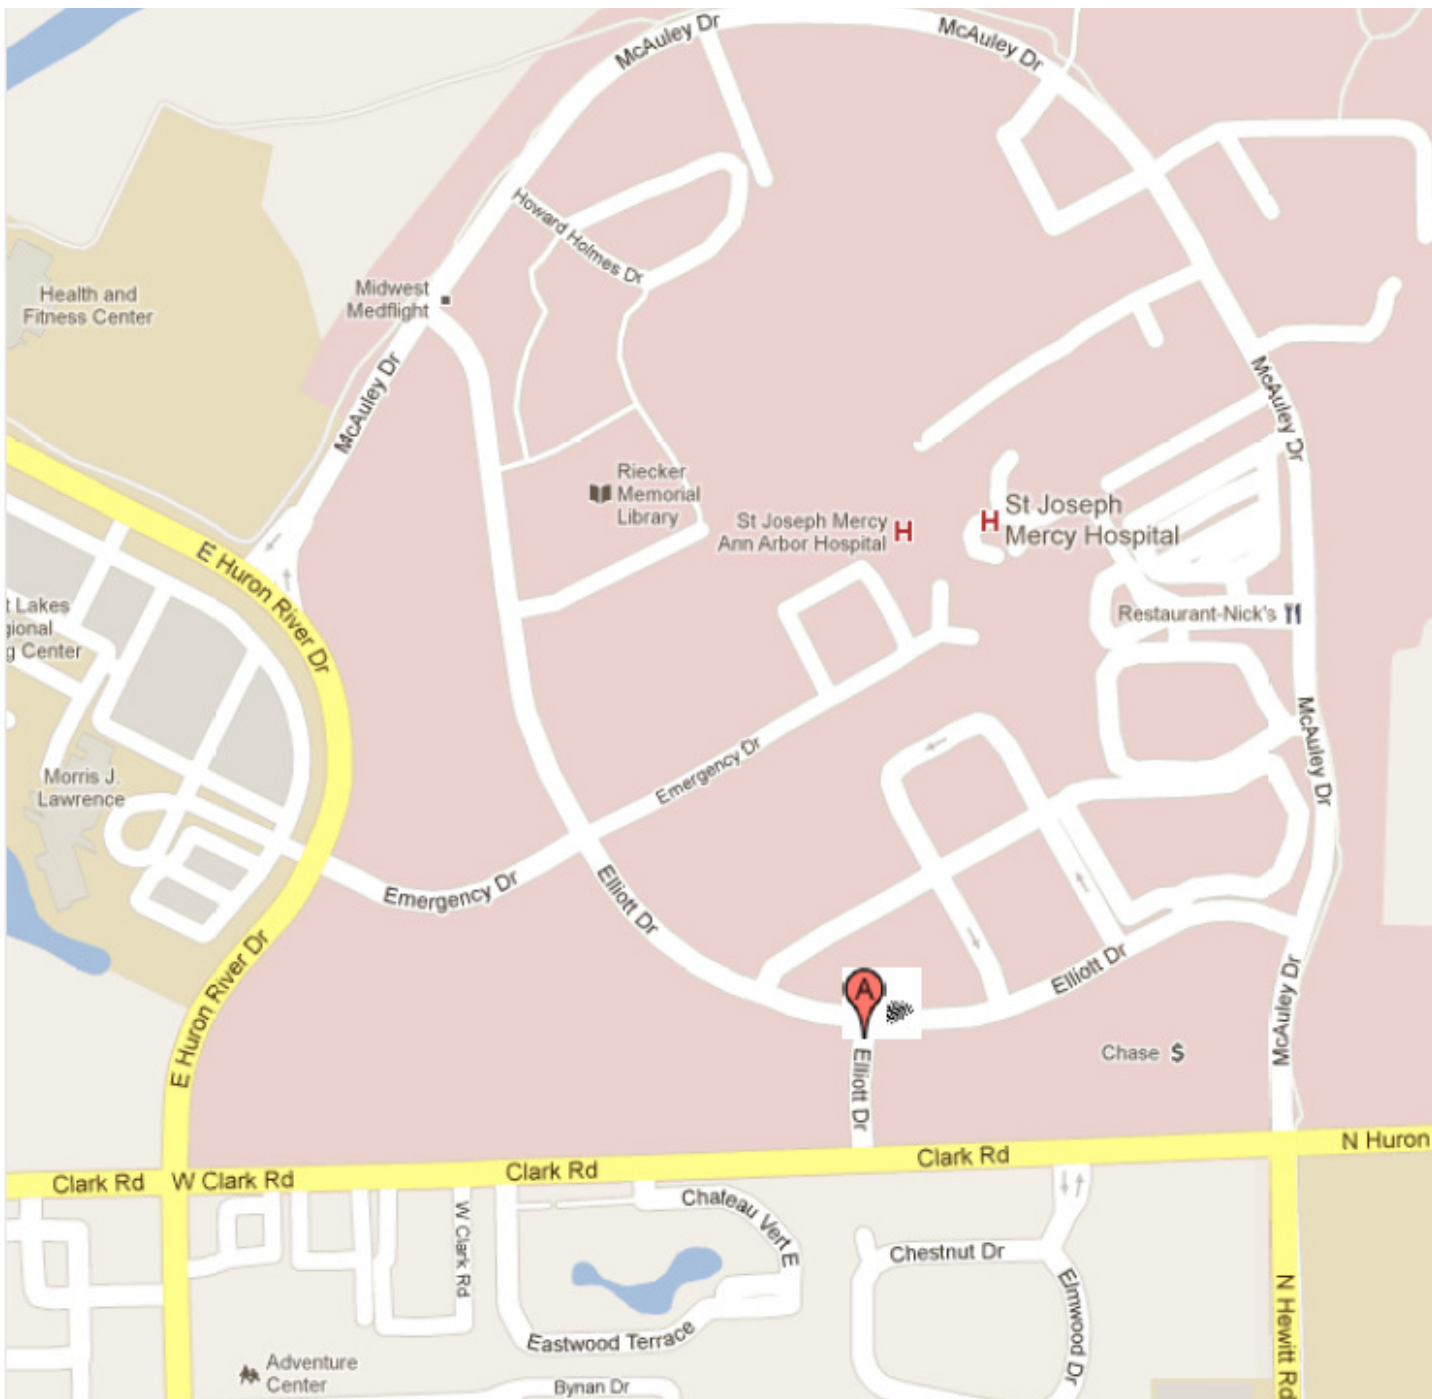 McAuley Dr
McAuley Dr
Howard Holmes Dr
Midwest
Medflight
Health and
Fitness Center
McAuley Dr
McAuley Dr
Riecker
Memorial
Library
St Joseph Mercy
Ann Arbor Hospital
H
H
St Joseph
Mercy Hospital
E Huron River Dr
t Lakes
gional
g Center
Restaurant-Nick's
McAuley Dr
Emergency Dr
Morris J.
Lawrence
Emergency Dr
Elliott Dr
E Huron River Dr
Elliott Dr
McAuley Dr
A
Elliott Dr
Chase $
Clark Rd
W Clark Rd
Clark Rd
Clark Rd
N Huron
W Clark Rd
Chateau Vert E
Chestnut Dr
Elmwood Dr
N Hewitt Rd
Eastwood Terrace
Adventure
Center
Bynan Dr